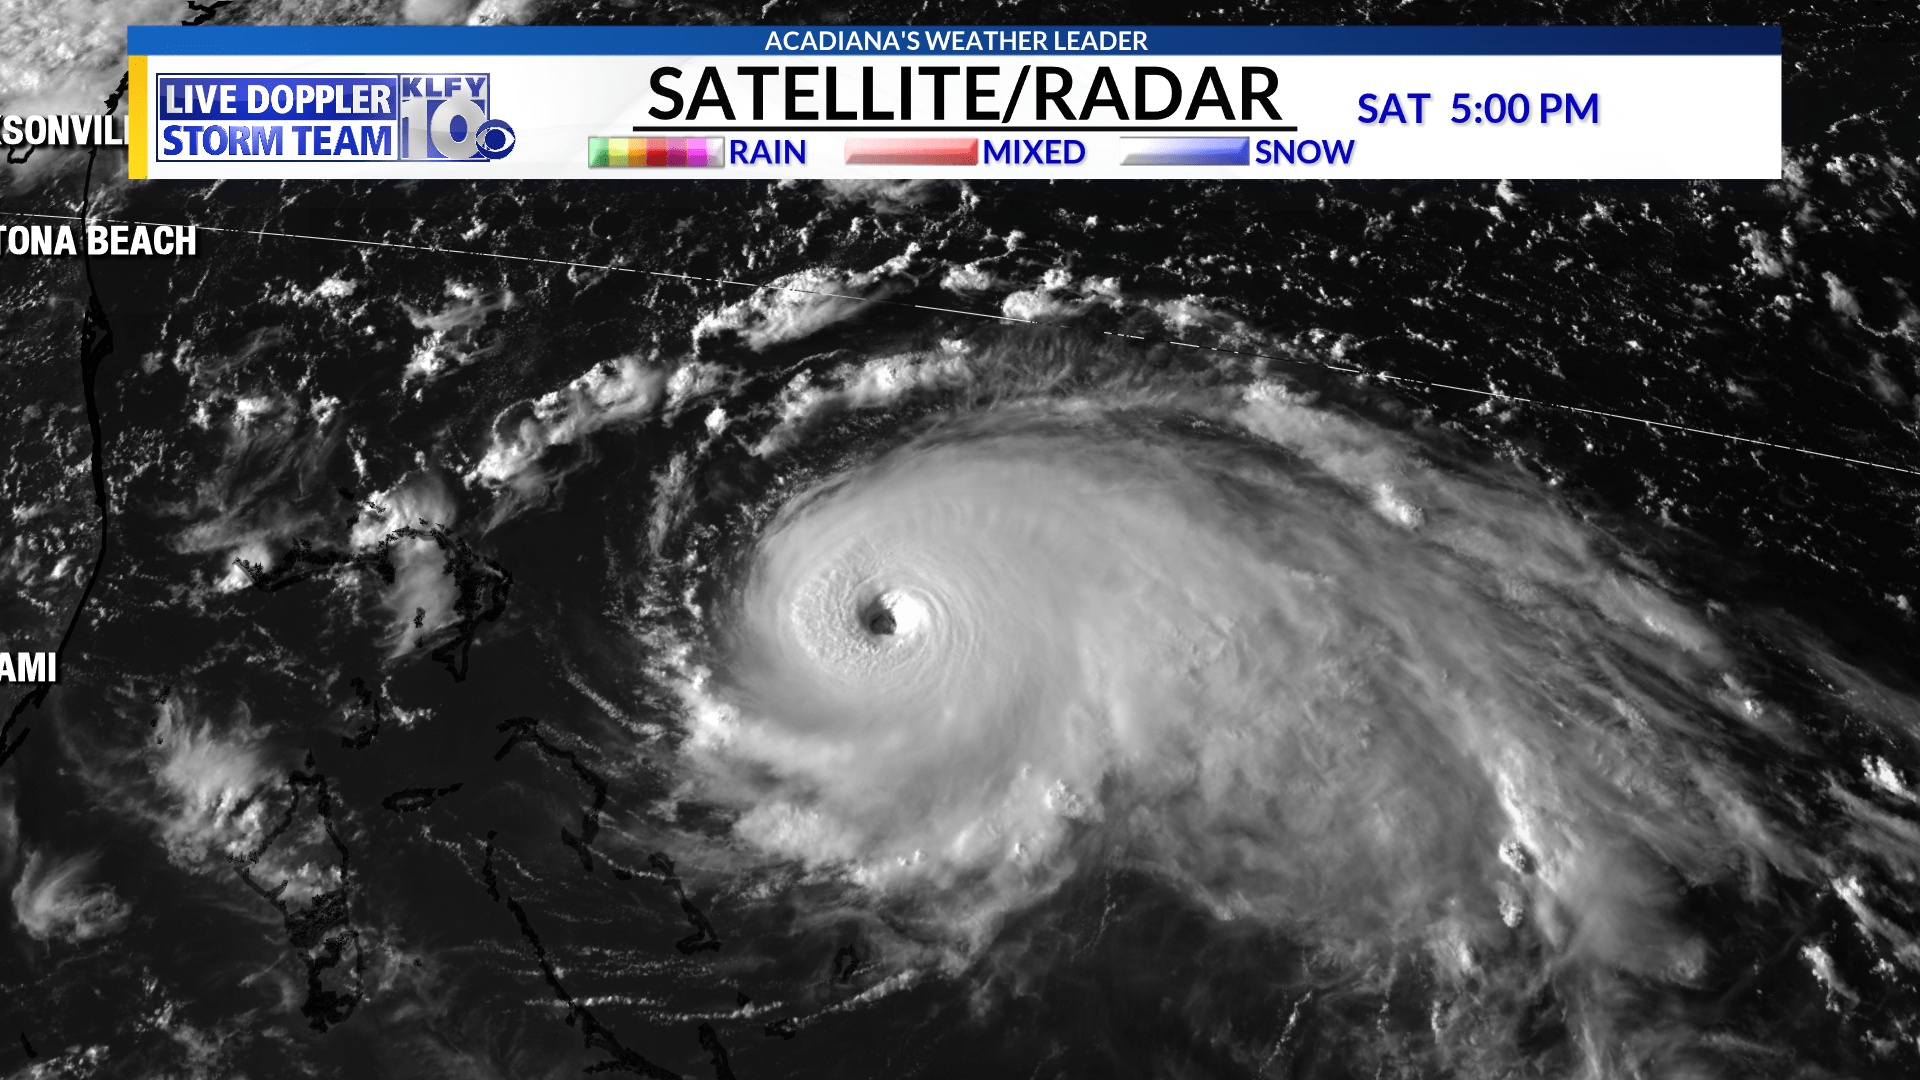 ACADIANA'S WEATHER LEADER
LIVE DOPPLER
STORM TEAM
KLFY
10
SATELLITE/RADAR
SAT 5:00 PM
RAIN
MIXED
SNOW
KSONVILL
TONA BEACH
AMI